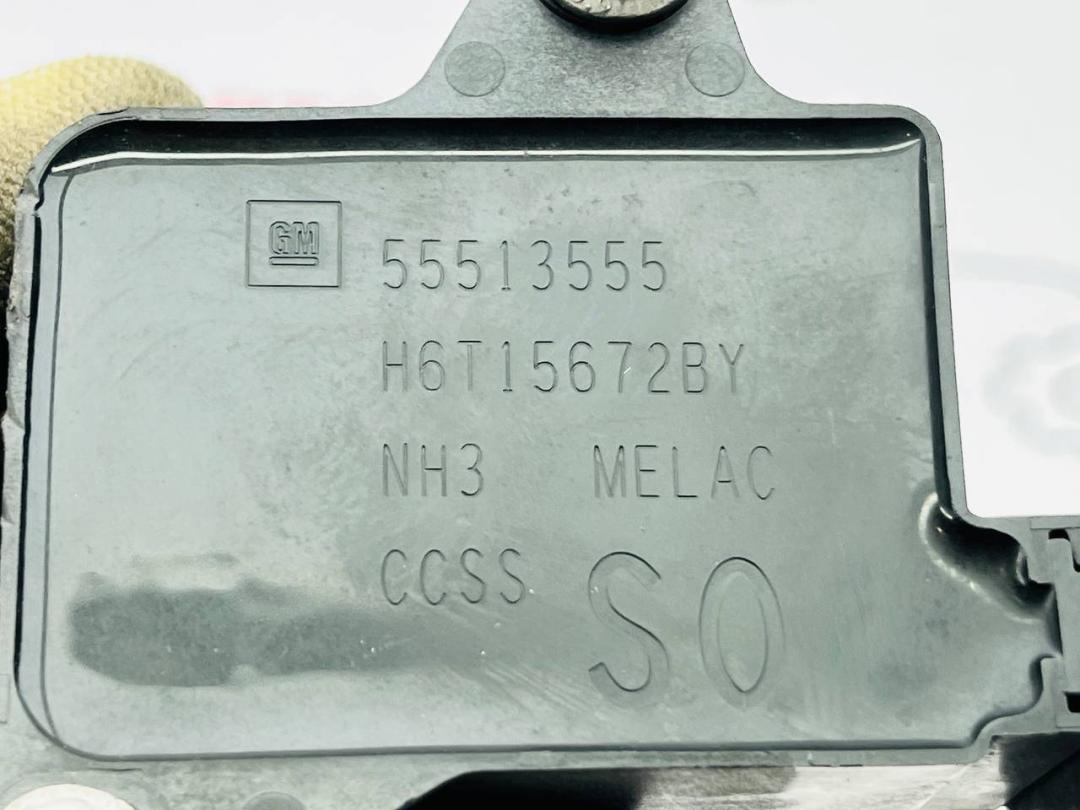 GM 55513555
H6T15672BY
NH3 MELAC
CCSS SO